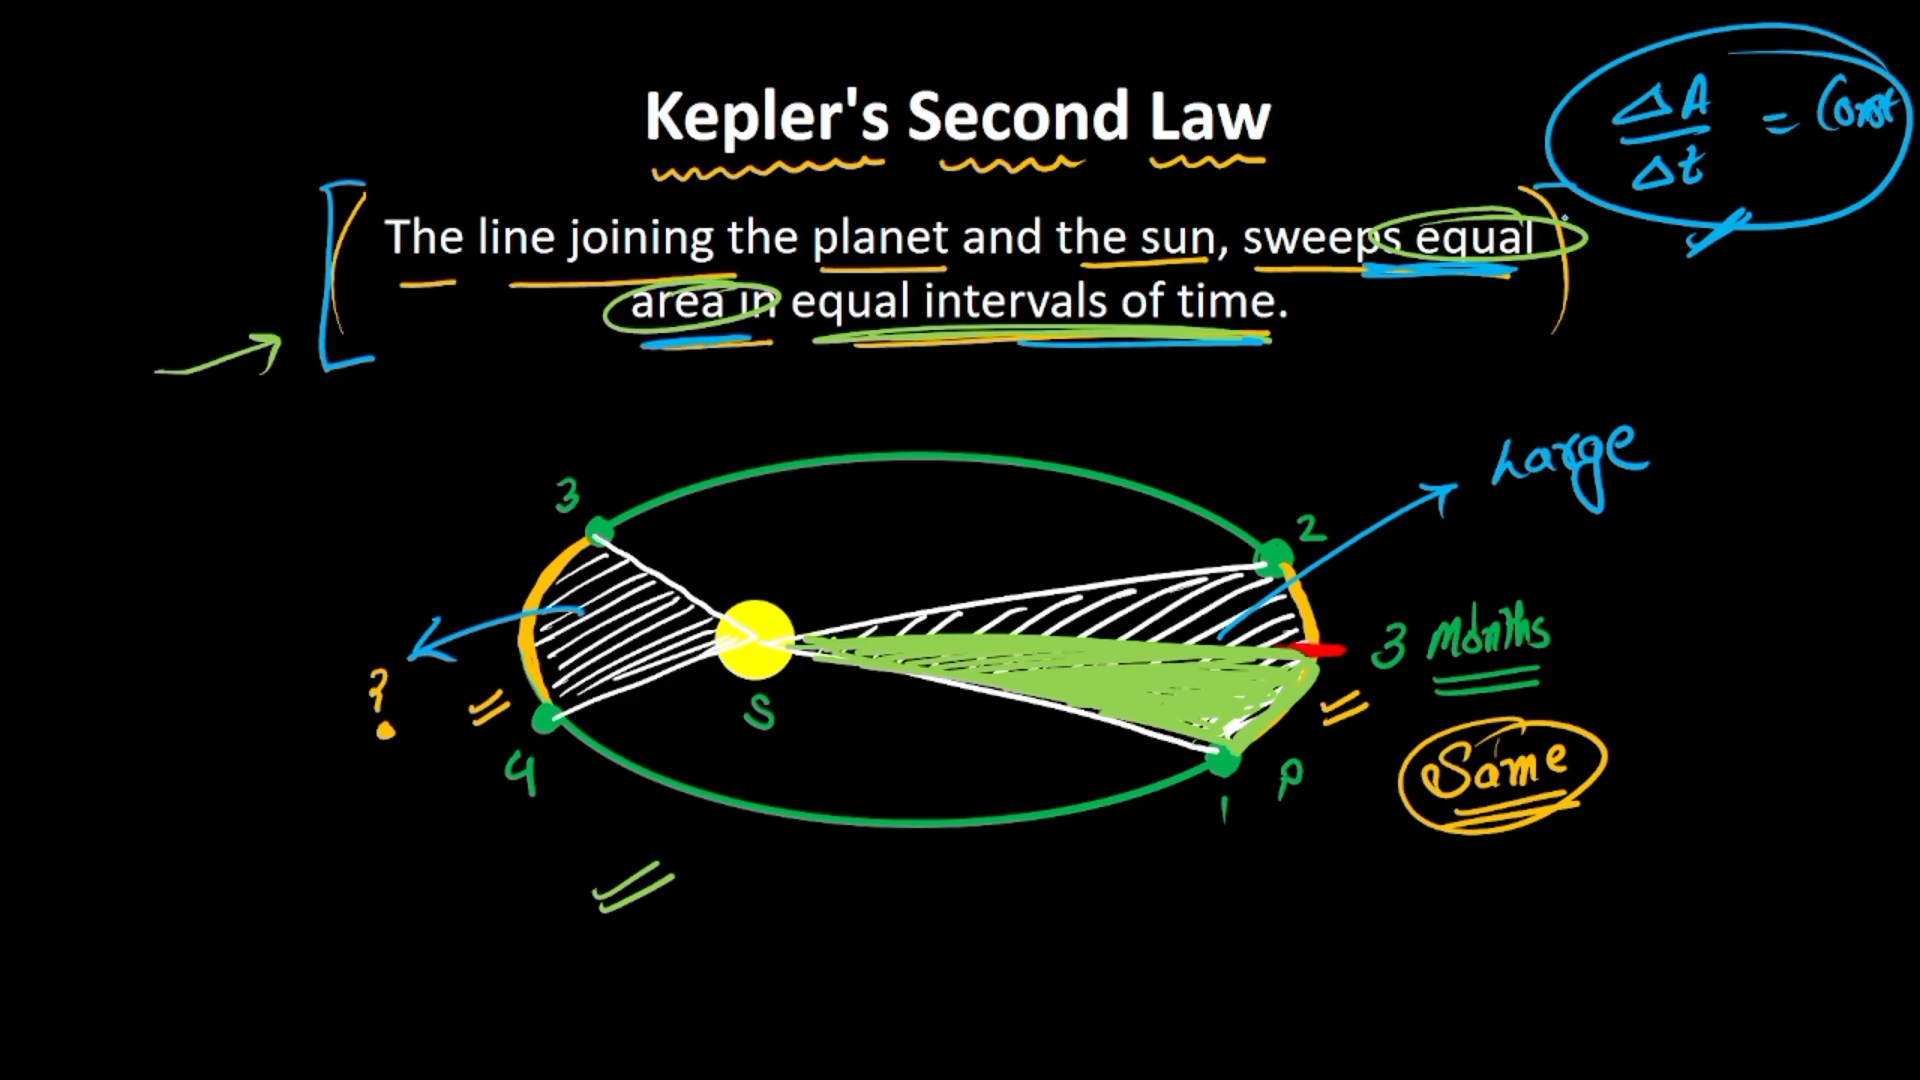 Kepler's Second Law
ΔA
Δt
= Const
The line joining the planet and the sun, sweeps equal
area in equal intervals of time.
Large
3
2
3 Months
?
S
Same
4
P
1